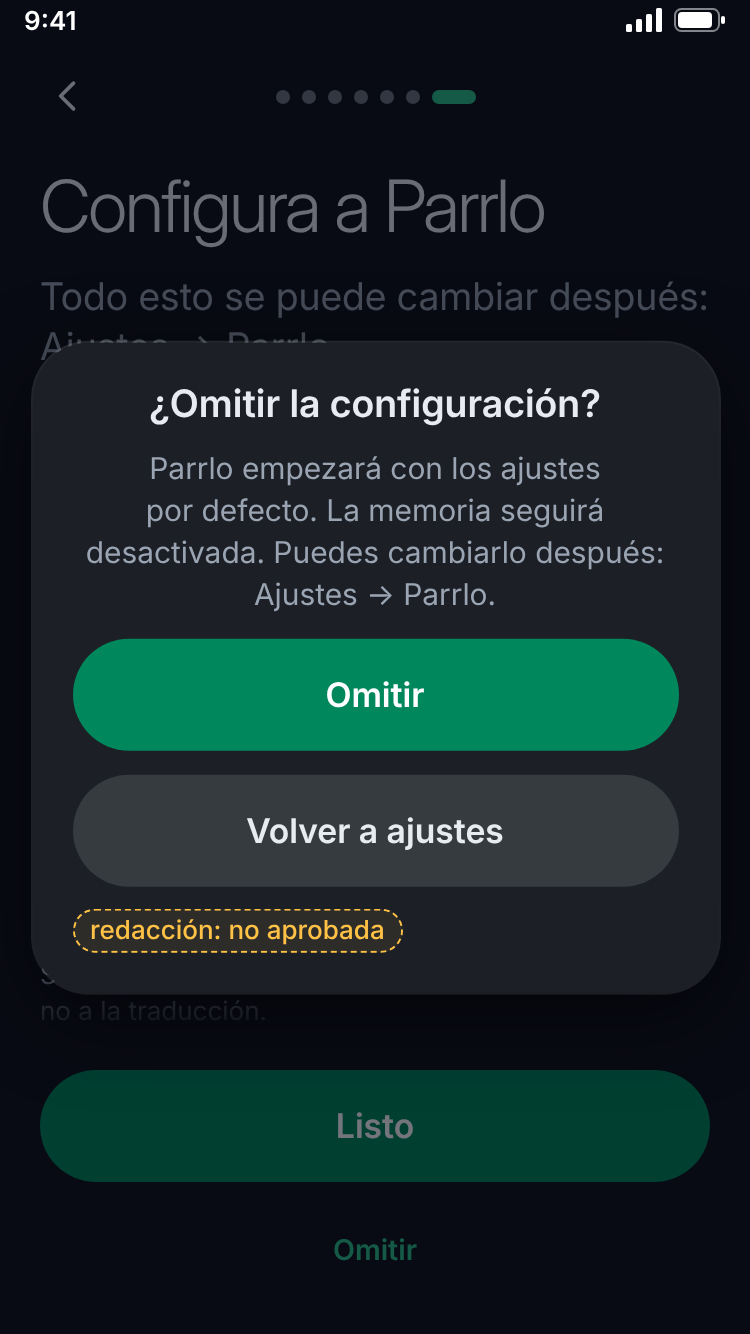 9:41
Configura a Parrlo
Todo esto se puede cambiar después:
Ajustes → Parrlo
¿Omitir la configuración?
Parrlo empezará con los ajustes
por defecto. La memoria seguirá
desactivada. Puedes cambiarlo después:
Ajustes → Parrlo.
Omitir
Volver a ajustes
redacción: no aprobada
no a la traducción.
Listo
Omitir